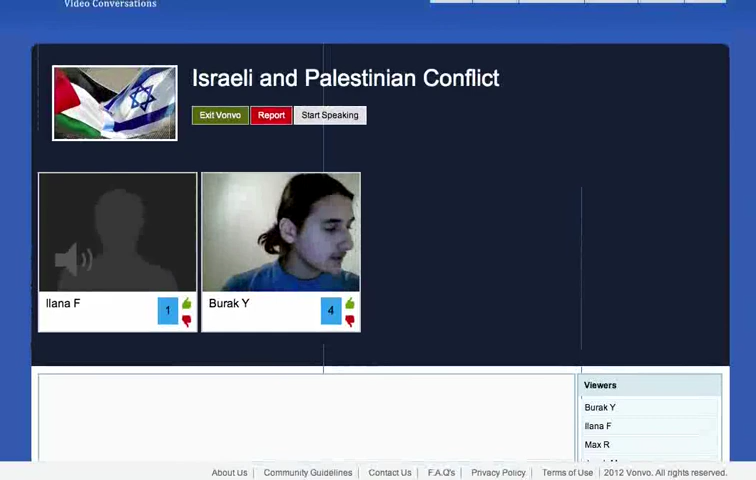 Video Conversations
Israeli and Palestinian Conflict
Exit Vonvo
Report
Start Speaking
Ilana F
1
Burak Y
4
Viewers
Burak Y
Ilana F
Max R
About Us
Community Guidelines
Contact Us
F.A.Q's
Privacy Policy
Terms of Use
2012 Vonvo. All rights reserved.